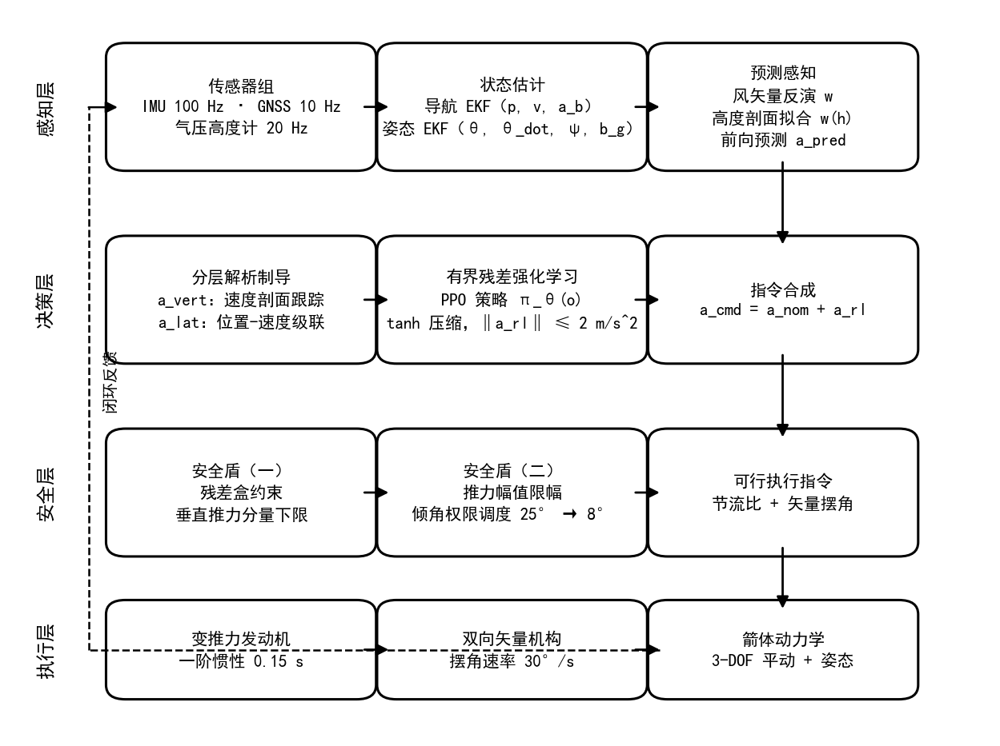 感知层
传感器组
IMU 100 Hz · GNSS 10 Hz
气压高度计 20 Hz
状态估计
导航 EKF（p, v, a_b）
姿态 EKF（θ, θ_dot, ψ, b_g）
预测感知
风矢量反演 w
高度剖面拟合 w(h)
前向预测 a_pred
决策层
分层解析制导
a_vert：速度剖面跟踪
a_lat：位置-速度级联
有界残差强化学习
PPO 策略 π_θ(o)
tanh 压缩，‖a_rl‖ ≤ 2 m/s^2
指令合成
a_cmd = a_nom + a_rl
闭环反馈
安全层
安全盾（一）
残差盒约束
垂直推力分量下限
安全盾（二）
推力幅值限幅
倾角权限调度 25° → 8°
可行执行指令
节流比 + 矢量摆角
执行层
变推力发动机
一阶惯性 0.15 s
双向矢量机构
摆角速率 30°/s
箭体动力学
3-DOF 平动 + 姿态